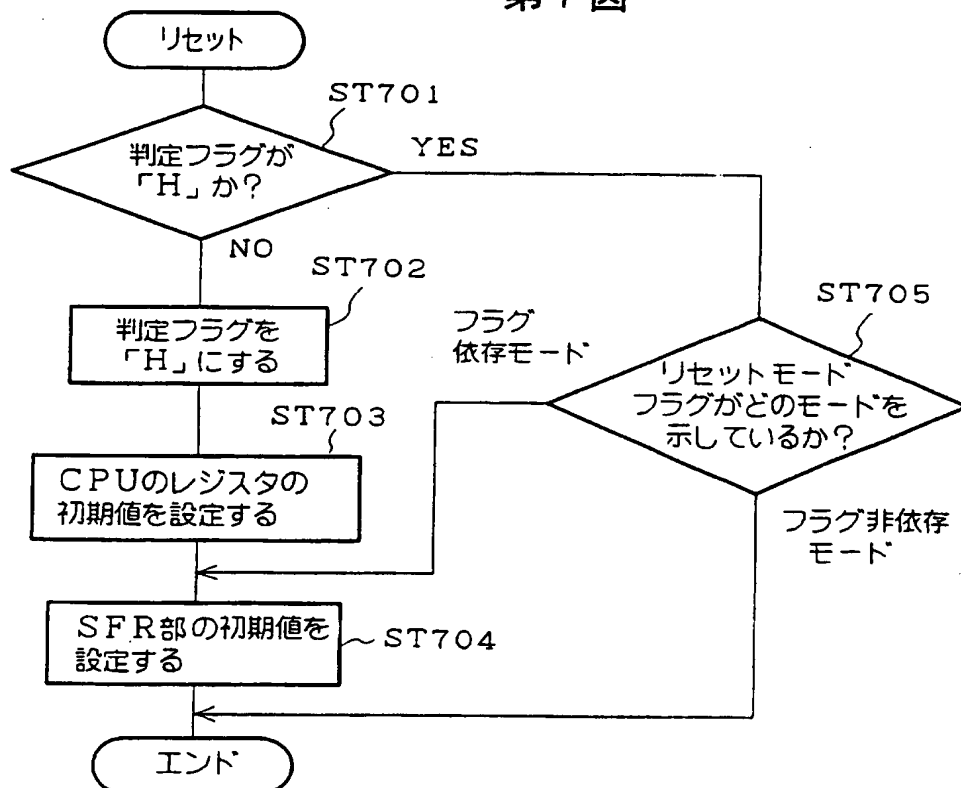 第7図
リセット
ST701
判定フラグが
「H」か?
YES
NO
ST702
判定フラグを
「H」にする
ST703
CPUのレジスタの
初期値を設定する
フラグ
依存モード
ST705
リセットモード
フラグがどのモードを
示しているか?
フラグ非依存
モード
SFR部の初期値を
設定する
ST704
エンド